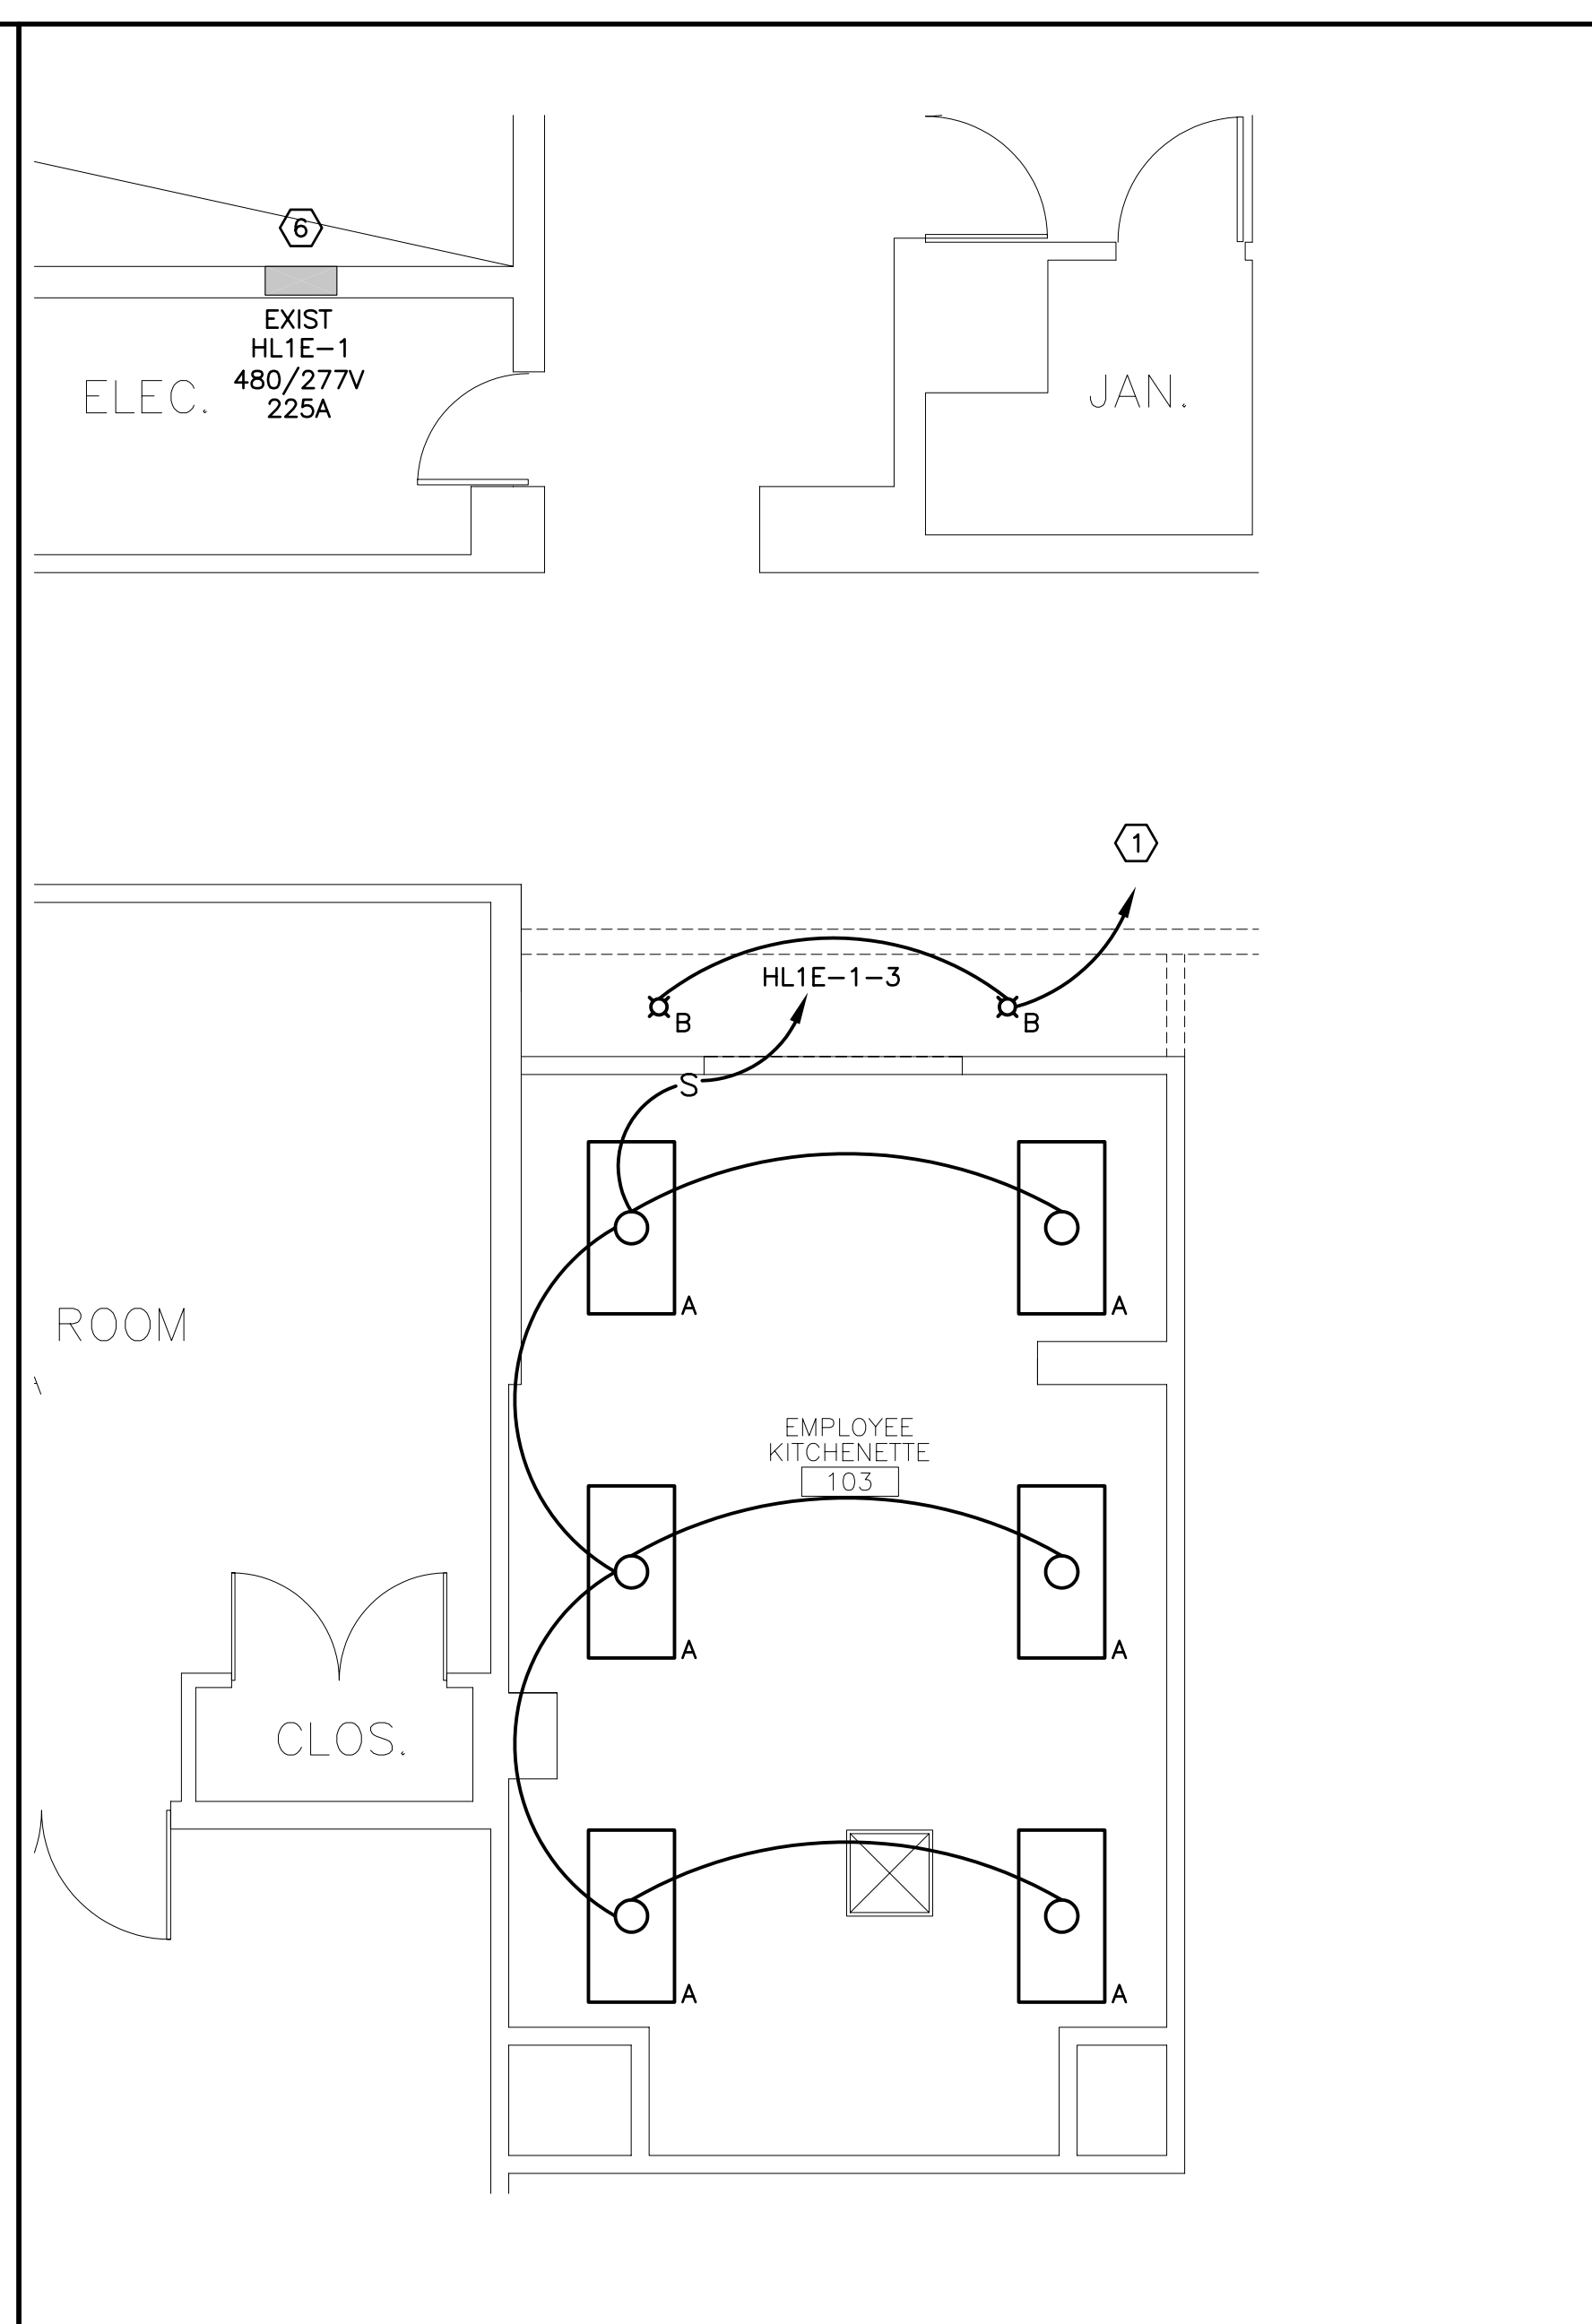 6
EXIST
HL1E-1
480/277V
225A
ELEC.
JAN.
1
HL1E-1-3
B
B
S
A
A
ROOM
EMPLOYEE
KITCHENETTE
103
A
A
CLOS.
A
A